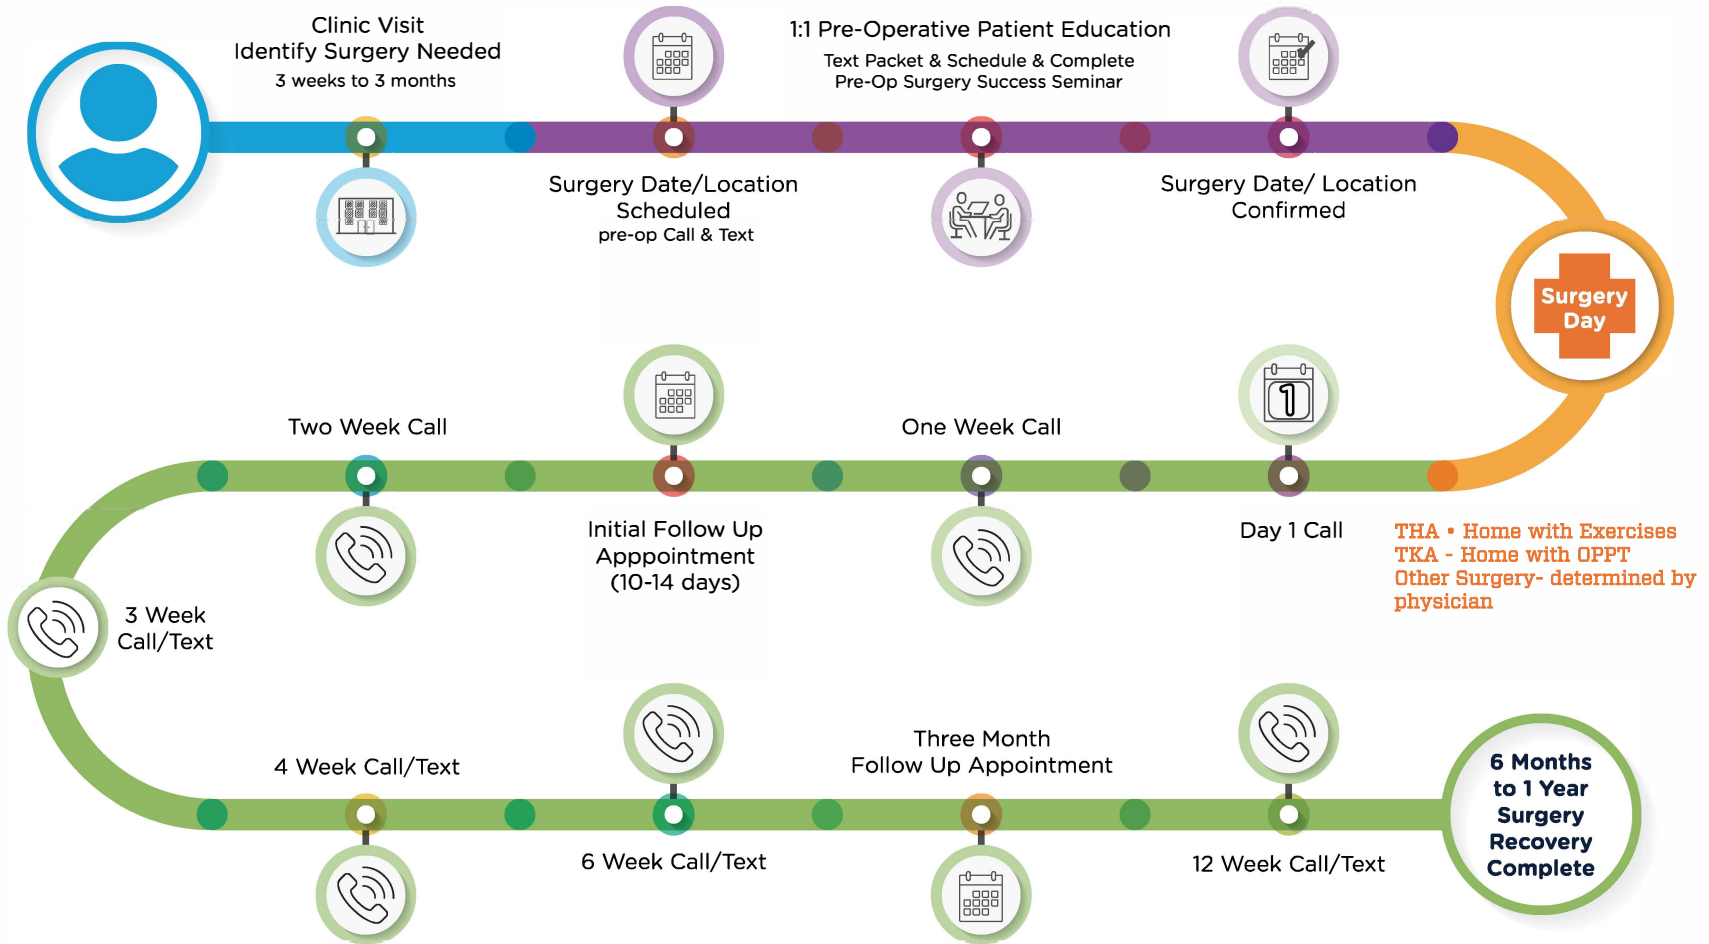 Clinic Visit
Identify Surgery Needed
3 weeks to 3 months
1:1 Pre-Operative Patient Education
Text Packet & Schedule & Complete
Pre-Op Surgery Success Seminar
Surgery Date/Location
Scheduled
pre-op Call & Text
Surgery Date/ Location
Confirmed
Surgery
Day
Two Week Call
One Week Call
1
Initial Follow Up
Apppointment
(10-14 days)
Day 1 Call
THA • Home with Exercises
TKA - Home with OPPT
Other Surgery- determined by
physician
3 Week
Call/Text
4 Week Call/Text
Three Month
Follow Up Appointment
6 Week Call/Text
12 Week Call/Text
6 Months
to 1 Year
Surgery
Recovery
Complete